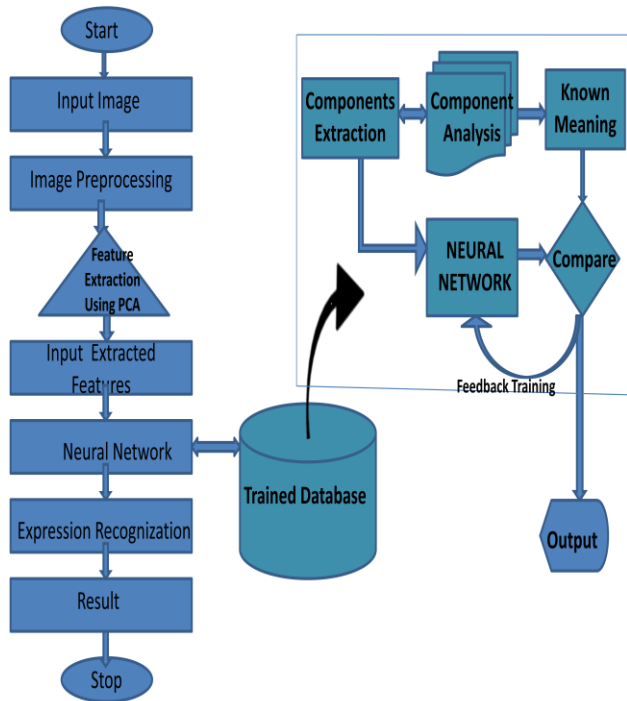 Start
Input Image
Image Preprocessing
Feature
Extraction
Using PCA
Input Extracted
Features
Neural Network
Expression Recognization
Result
Stop
Trained Database
Components
Extraction
Component
Analysis
Known
Meaning
NEURAL
NETWORK
Compare
Feedback Training
Output